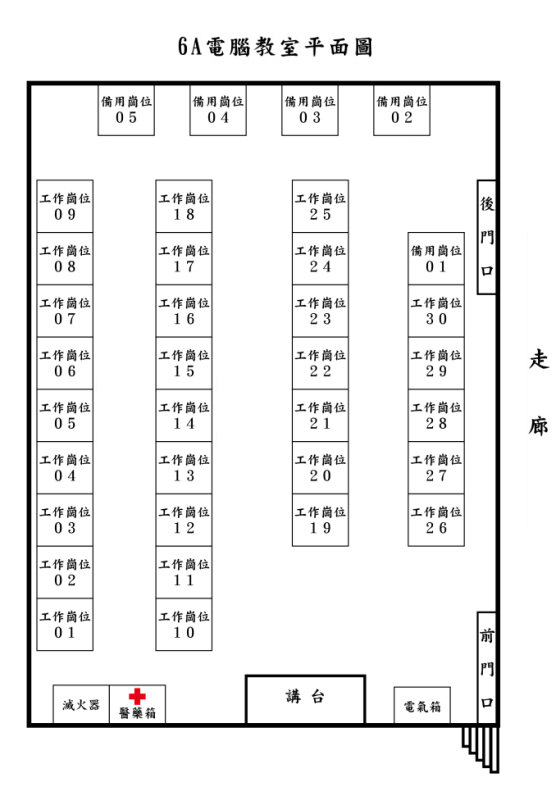 6A電腦教室平面圖
備用崗位
05
備用崗位
04
備用崗位
03
備用崗位
02
工作崗位
09
工作崗位
18
工作崗位
25
後門口
工作崗位
08
工作崗位
17
工作崗位
24
備用崗位
01
工作崗位
07
工作崗位
16
工作崗位
23
工作崗位
30
工作崗位
06
工作崗位
15
工作崗位
22
工作崗位
29
走廊
工作崗位
05
工作崗位
14
工作崗位
21
工作崗位
28
工作崗位
04
工作崗位
13
工作崗位
20
工作崗位
27
工作崗位
03
工作崗位
12
工作崗位
19
工作崗位
26
工作崗位
02
工作崗位
11
工作崗位
01
工作崗位
10
前門口
滅火器
醫藥箱
講台
電氣箱